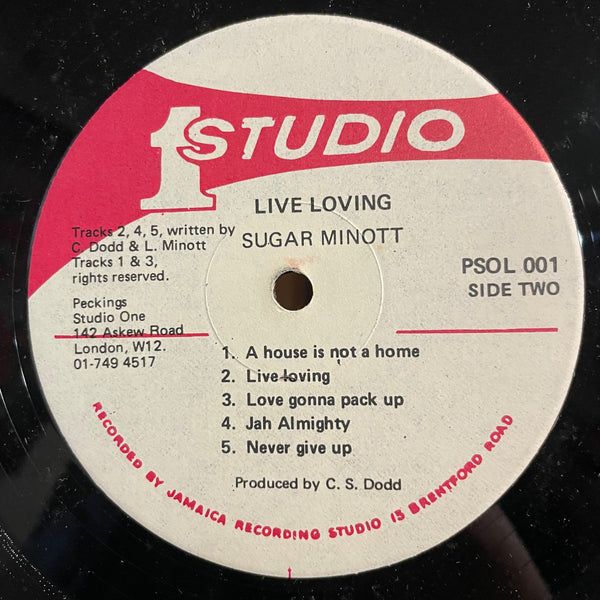 1 STUDIO
LIVE LOVING
SUGAR MINOTT
Tracks 2, 4, 5, written by
C. Dodd & L. Minott
Tracks 1 & 3,
rights reserved.
Peckings
Studio One
142 Askew Road
London, W12.
01-749 4517
PSOL 001
SIDE TWO
1. A house is not a home
2. Live loving
3. Love gonna pack up
4. Jah Almighty
5. Never give up
Produced by C. S. Dodd
RECORDED BY JAMAICA RECORDING STUDIO 13 BRENTFORD ROAD